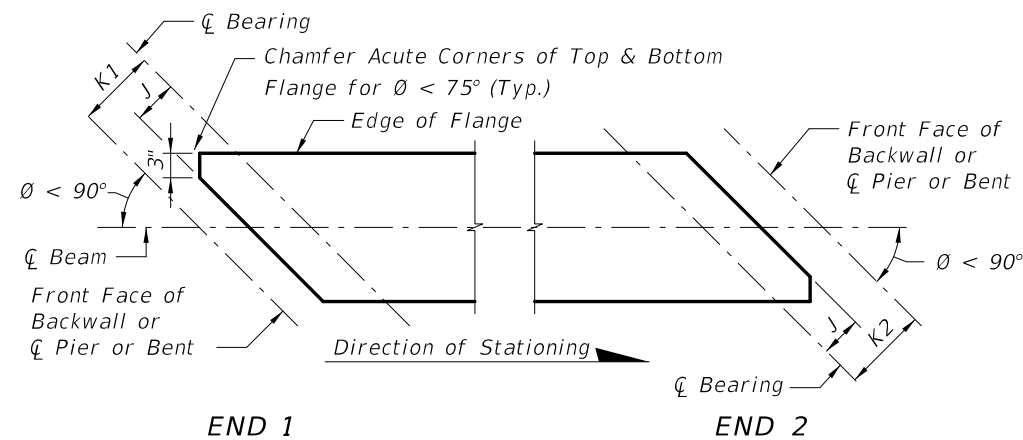 ℄ Bearing
Chamfer Acute Corners of Top & Bottom
Flange for Ø < 75° (Typ.)
K1
J
Edge of Flange
3"
Ø < 90°
℄ Beam
Front Face of
Backwall or
℄ Pier or Bent
Direction of Stationing
Front Face of
Backwall or
℄ Pier or Bent
Ø < 90°
J
K2
℄ Bearing
END 1
END 2